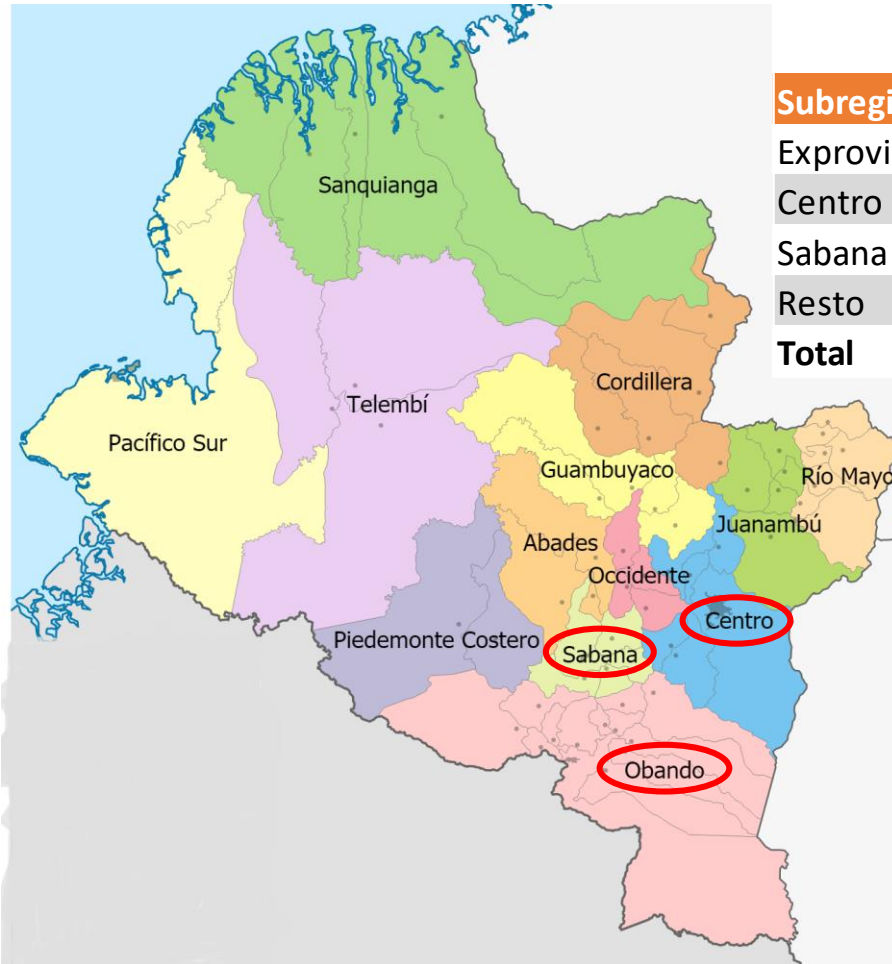 Subregi
Exprovi
Centro
Sabana
Resto
Total
Sanquianga
Cordillera
Telembí
Pacífico Sur
Guambuyaco
Río Mayo
Juanambú
Abades
Occidente
Centro
Piedemonte Costero
Sabana
Obando